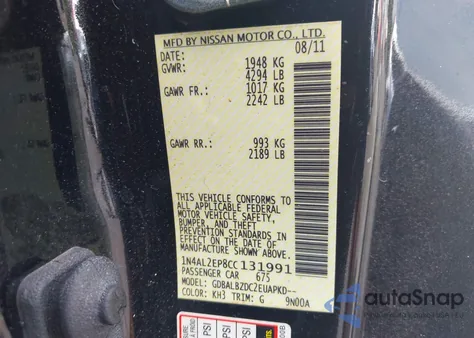 MFD BY NISSAN MOTOR CO., LTD.
DATE: 08/11
GVWR: 1948 KG
4294 LB
GAWR FR.: 1017 KG
2242 LB
GAWR RR.: 993 KG
2189 LB
THIS VEHICLE CONFORMS TO
ALL APPLICABLE FEDERAL
MOTOR VEHICLE SAFETY,
BUMPER, AND THEFT
PREVENTION STANDARDS
IN EFFECT ON THE DATE OF
MANUFACTURE SHOWN ABOVE.
1N4AL2EP8CC131991
PASSENGER CAR 675
MODEL: GDBALBZDC2EUAPKD--
COLOR: KH3 TRIM: G 9N00A
PSI
PSI
PSI
autoSnap